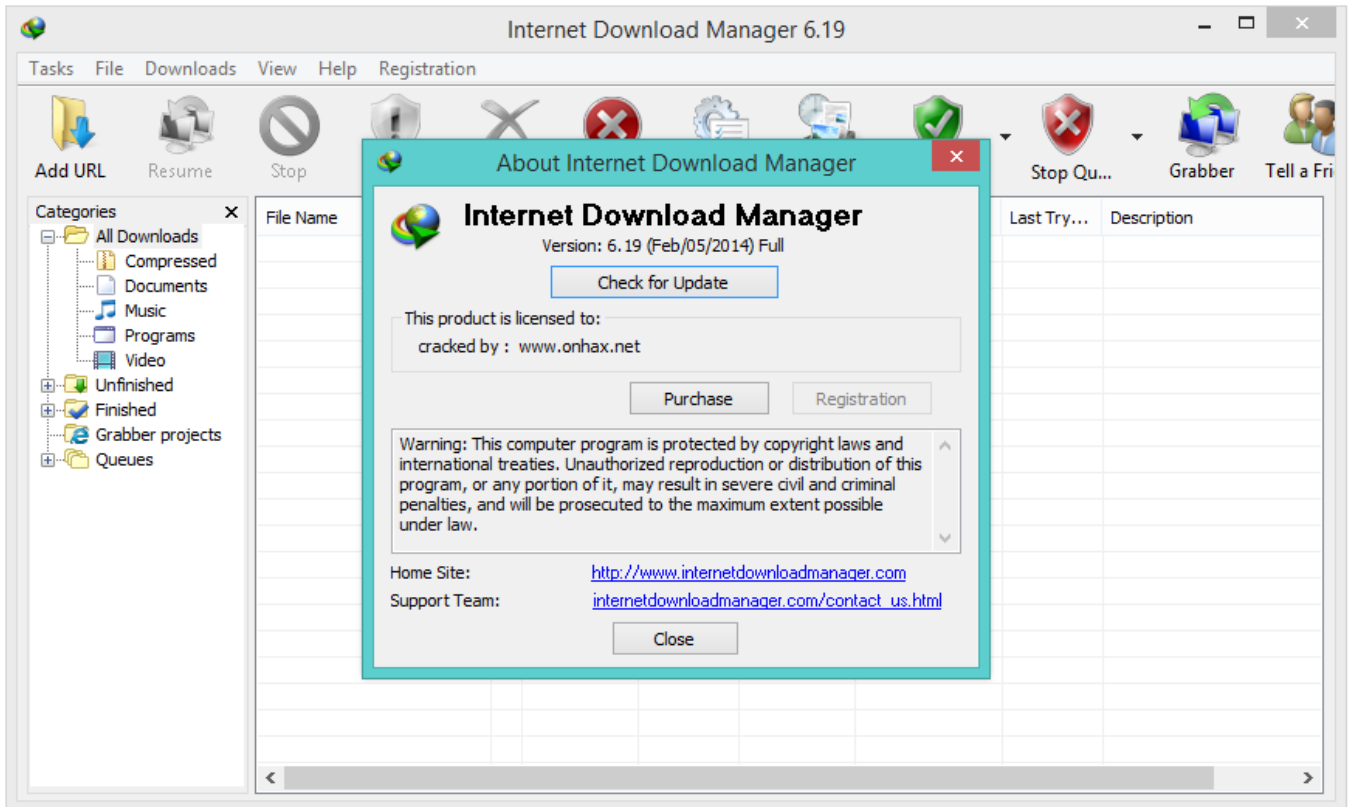 Internet Download Manager 6.19
Tasks File Downloads View Help Registration
Add URL Resume Stop Stop Qu... Grabber Tell a Fri
Categories
All Downloads
Compressed
Documents
Music
Programs
Video
Unfinished
Finished
Grabber projects
Queues
File Name Last Try... Description
About Internet Download Manager
Internet Download Manager
Version: 6.19 (Feb/05/2014) Full
Check for Update
This product is licensed to:
cracked by : www.onhax.net
Purchase Registration
Warning: This computer program is protected by copyright laws and
international treaties. Unauthorized reproduction or distribution of this
program, or any portion of it, may result in severe civil and criminal
penalties, and will be prosecuted to the maximum extent possible
under law.
Home Site: http://www.internetdownloadmanager.com
Support Team: internetdownloadmanager.com/contact_us.html
Close